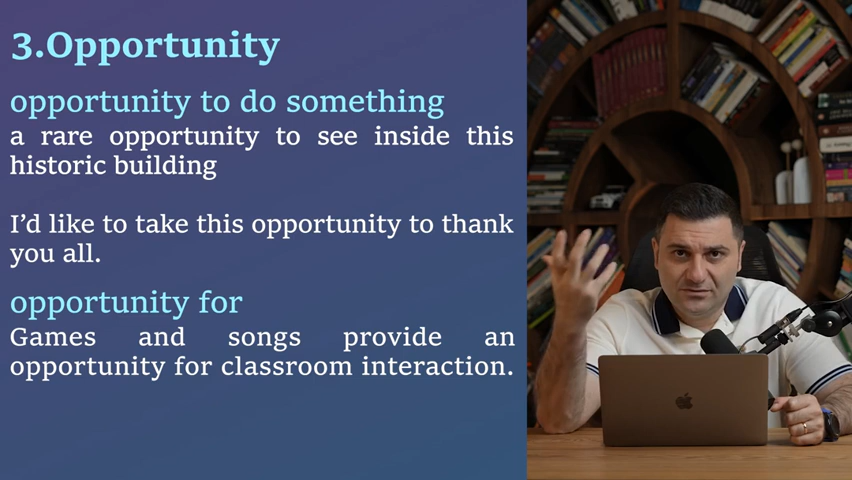 3.Opportunity
opportunity to do something
a rare opportunity to see inside this
historic building
I'd like to take this opportunity to thank
you all.
opportunity for
Games and songs provide an
opportunity for classroom interaction.